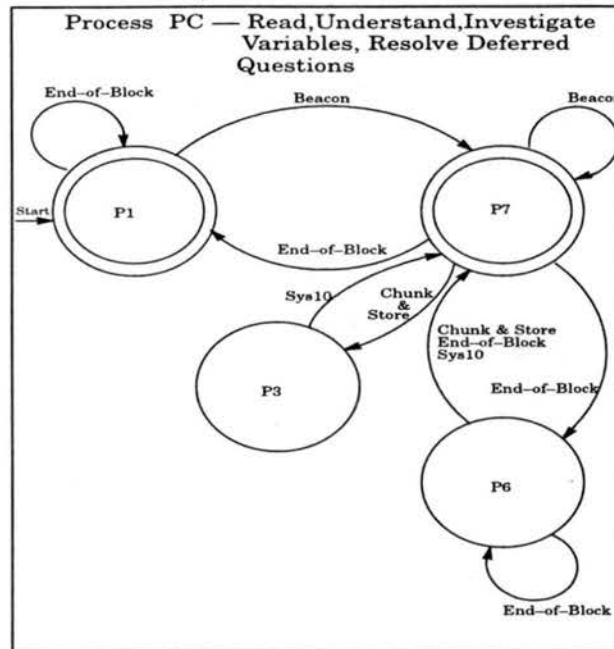 Process PC — Read,Understand,Investigate
Variables, Resolve Deferred
Questions
End–of–Block
Beacon
Beacon
Start
P1
P7
End–of–Block
Sys10
Chunk
&
Store
Chunk & Store
End–of–Block
Sys10
End–of–Block
P3
P6
End–of–Block